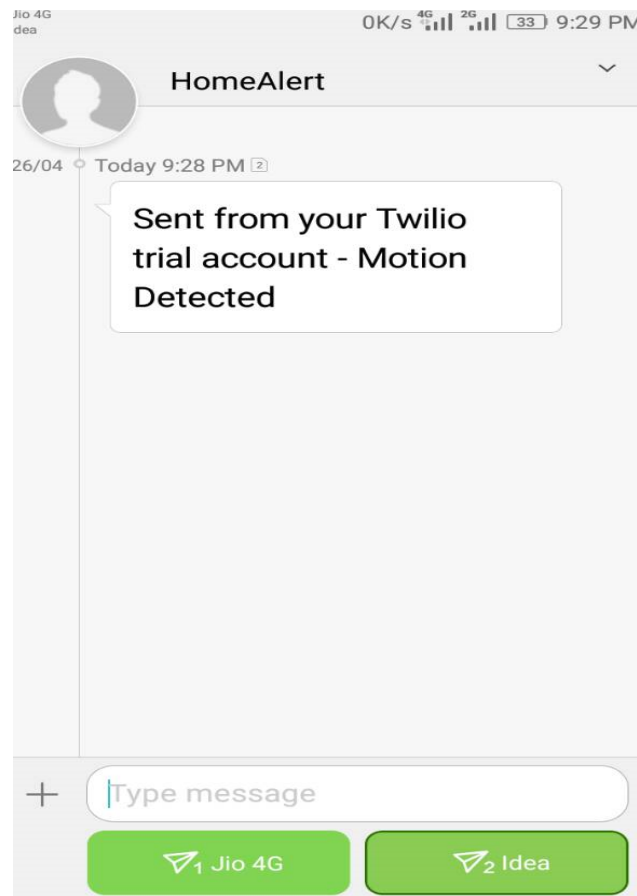 Jio 4G
Idea
0K/s 4G 2G 33 9:29 PM
HomeAlert
26/04 Today 9:28 PM 2
Sent from your Twilio
trial account - Motion
Detected
Type message
1 Jio 4G
2 Idea